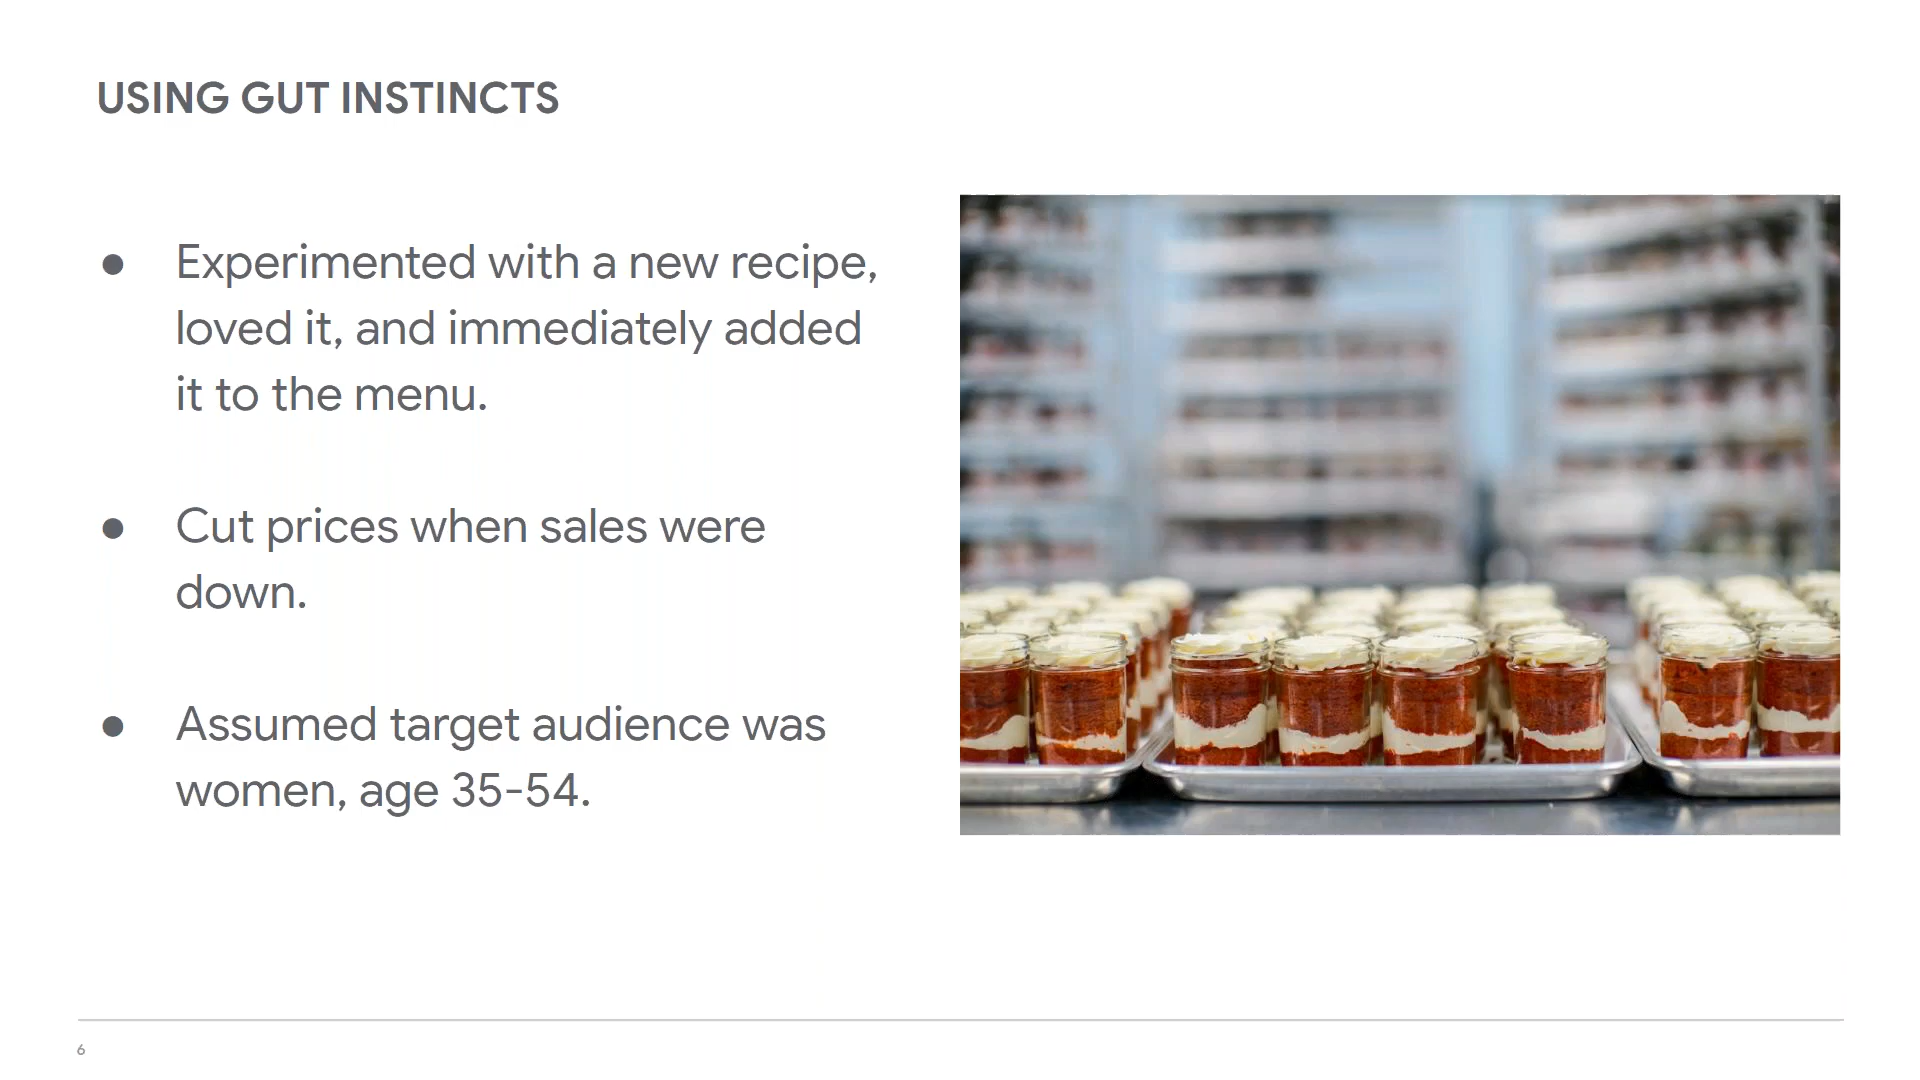 USING GUT INSTINCTS
● Experimented with a new recipe,
loved it, and immediately added
it to the menu.
● Cut prices when sales were
down.
● Assumed target audience was
women, age 35-54.
6